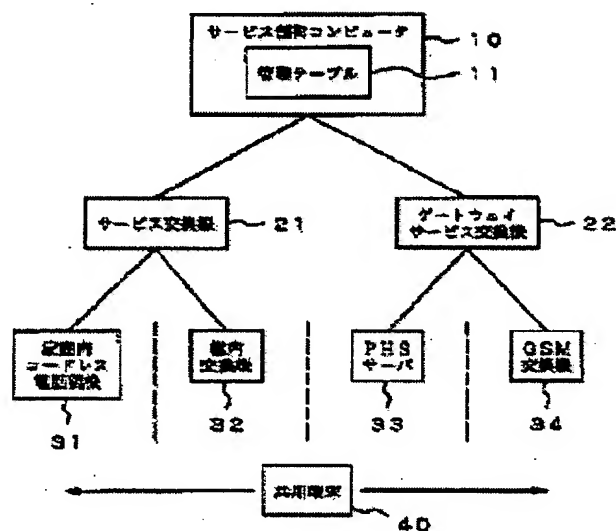 サービス制御コンピュータ
10
管理テーブル
11
サービス交換機
21
ゲートウェイ
サービス交換機
22
家庭内
コードレス
電話親機
31
構内
交換機
32
PHS
サーバ
33
GSM
交換機
34
共用端末
40